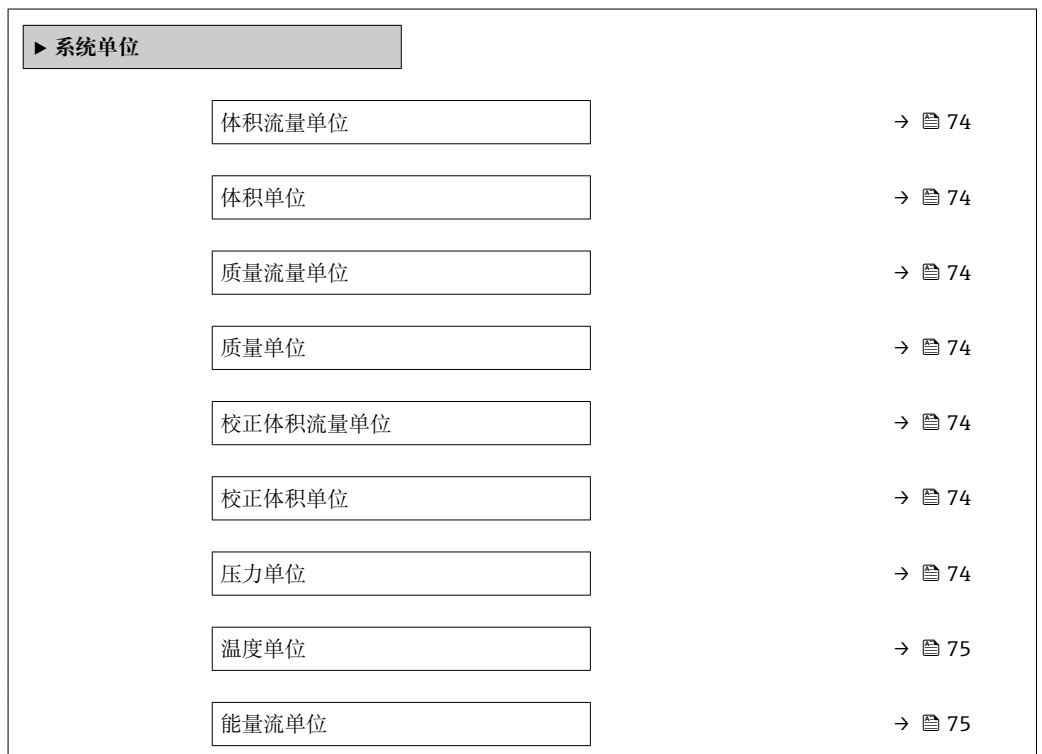 ▶ 系统单位
体积流量单位 → 🖹 74
体积单位 → 🖹 74
质量流量单位 → 🖹 74
质量单位 → 🖹 74
校正体积流量单位 → 🖹 74
校正体积单位 → 🖹 74
压力单位 → 🖹 74
温度单位 → 🖹 75
能量流单位 → 🖹 75